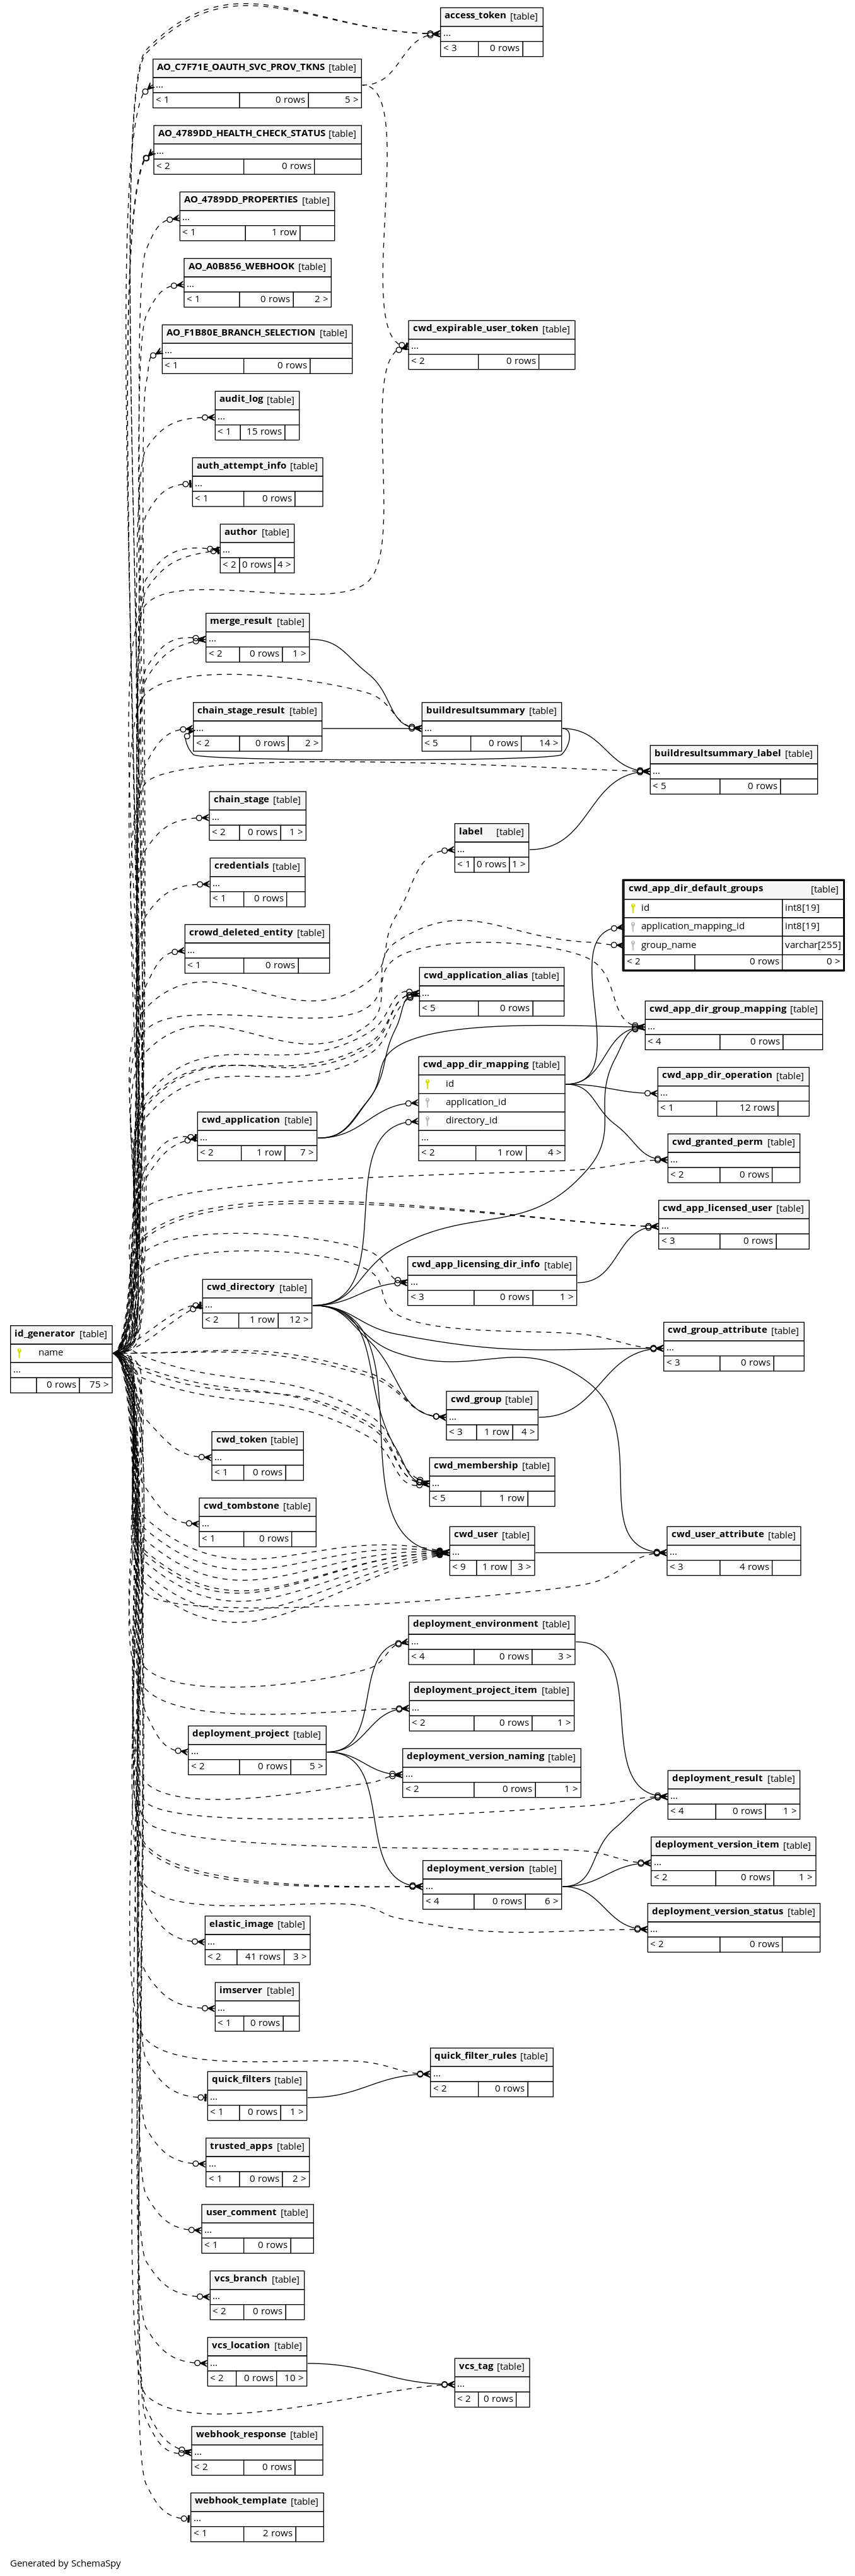 access_token [table]
...
< 3 0 rows
AO_C7F71E_OAUTH_SVC_PROV_TKNS [table]
...
< 1 0 rows 5 >
AO_4789DD_HEALTH_CHECK_STATUS [table]
...
< 2 0 rows
AO_4789DD_PROPERTIES [table]
...
< 1 1 row
AO_A0B856_WEBHOOK [table]
...
< 1 0 rows 2 >
AO_F1B80E_BRANCH_SELECTION [table]
...
< 1 0 rows
cwd_expirable_user_token [table]
...
< 2 0 rows
audit_log [table]
...
< 1 15 rows
auth_attempt_info [table]
...
< 1 0 rows
author [table]
...
< 2 0 rows 4 >
merge_result [table]
...
< 2 0 rows 1 >
chain_stage_result [table]
...
< 2 0 rows 2 >
buildresultsummary [table]
...
< 5 0 rows 14 >
buildresultsummary_label [table]
...
< 5 0 rows
chain_stage [table]
...
< 2 0 rows 1 >
label [table]
...
< 1 0 rows 1 >
credentials [table]
...
< 1 0 rows
cwd_app_dir_default_groups [table]
id int8[19]
application_mapping_id int8[19]
group_name varchar[255]
< 2 0 rows 0 >
crowd_deleted_entity [table]
...
< 1 0 rows
cwd_application_alias [table]
...
< 5 0 rows
cwd_app_dir_group_mapping [table]
...
< 4 0 rows
cwd_app_dir_mapping [table]
id
application_id
directory_id
...
< 2 1 row 4 >
cwd_app_dir_operation [table]
...
< 1 12 rows
cwd_application [table]
...
< 2 1 row 7 >
cwd_granted_perm [table]
...
< 2 0 rows
cwd_app_licensed_user [table]
...
< 3 0 rows
cwd_app_licensing_dir_info [table]
...
< 3 0 rows 1 >
cwd_directory [table]
...
< 2 1 row 12 >
id_generator [table]
name
...
0 rows 75 >
cwd_group_attribute [table]
...
< 3 0 rows
cwd_group [table]
...
< 3 1 row 4 >
cwd_token [table]
...
< 1 0 rows
cwd_membership [table]
...
< 5 1 row
cwd_tombstone [table]
...
< 1 0 rows
cwd_user [table]
...
< 9 1 row 3 >
cwd_user_attribute [table]
...
< 3 4 rows
deployment_environment [table]
...
< 4 0 rows 3 >
deployment_project_item [table]
...
< 2 0 rows 1 >
deployment_project [table]
...
< 2 0 rows 5 >
deployment_version_naming [table]
...
< 2 0 rows 1 >
deployment_result [table]
...
< 4 0 rows 1 >
deployment_version_item [table]
...
< 2 0 rows 1 >
deployment_version [table]
...
< 4 0 rows 6 >
deployment_version_status [table]
...
< 2 0 rows
elastic_image [table]
...
< 2 41 rows 3 >
imserver [table]
...
< 1 0 rows
quick_filter_rules [table]
...
< 2 0 rows
quick_filters [table]
...
< 1 0 rows 1 >
trusted_apps [table]
...
< 1 0 rows 2 >
user_comment [table]
...
< 1 0 rows
vcs_branch [table]
...
< 2 0 rows
vcs_location [table]
...
< 2 0 rows 10 >
vcs_tag [table]
...
< 2 0 rows
webhook_response [table]
...
< 2 0 rows
webhook_template [table]
...
< 1 2 rows
Generated by SchemaSpy